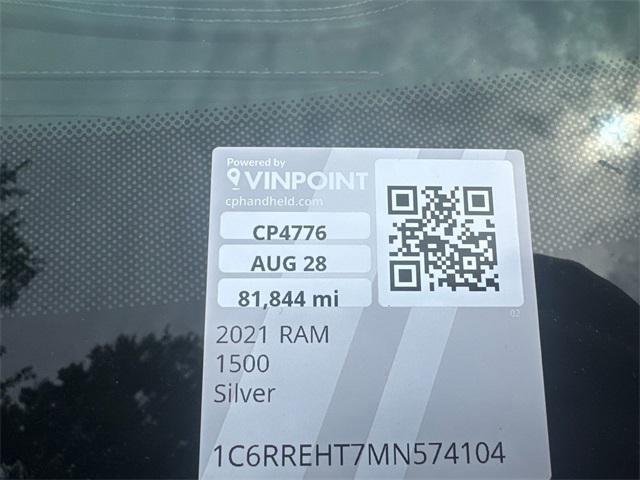 Powered by
VINPOINT
cphandheld.com
CP4776
AUG 28
81,844 mi
02
2021 RAM
1500
Silver
1C6RREHT7MN574104